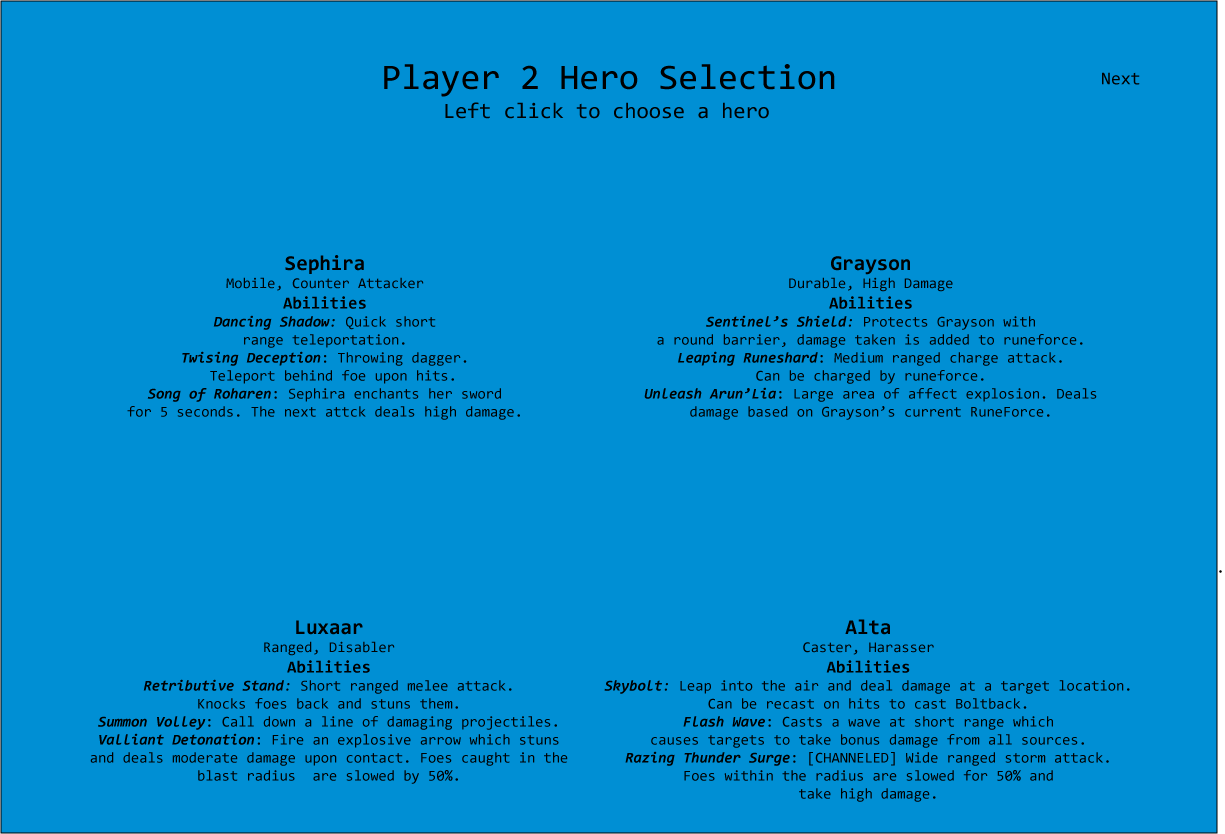 Player 2 Hero Selection
Next
Left click to choose a hero
Sephira
Mobile, Counter Attacker
Abilities
Dancing Shadow: Quick short
range teleportation.
Twising Deception: Throwing dagger.
Teleport behind foe upon hits.
Song of Roharen: Sephira enchants her sword
for 5 seconds. The next attck deals high damage.
Grayson
Durable, High Damage
Abilities
Sentinel’s Shield: Protects Grayson with
a round barrier, damage taken is added to runeforce.
Leaping Runeshard: Medium ranged charge attack.
Can be charged by runeforce.
Unleash Arun’Lia: Large area of affect explosion. Deals
damage based on Grayson’s current RuneForce.
Luxaar
Ranged, Disabler
Abilities
Retributive Stand: Short ranged melee attack.
Knocks foes back and stuns them.
Summon Volley: Call down a line of damaging projectiles.
Valliant Detonation: Fire an explosive arrow which stuns
and deals moderate damage upon contact. Foes caught in the
blast radius  are slowed by 50%.
Alta
Caster, Harasser
Abilities
Skybolt: Leap into the air and deal damage at a target location.
Can be recast on hits to cast Boltback.
Flash Wave: Casts a wave at short range which
causes targets to take bonus damage from all sources.
Razing Thunder Surge: [CHANNELED] Wide ranged storm attack.
Foes within the radius are slowed for 50% and
take high damage.